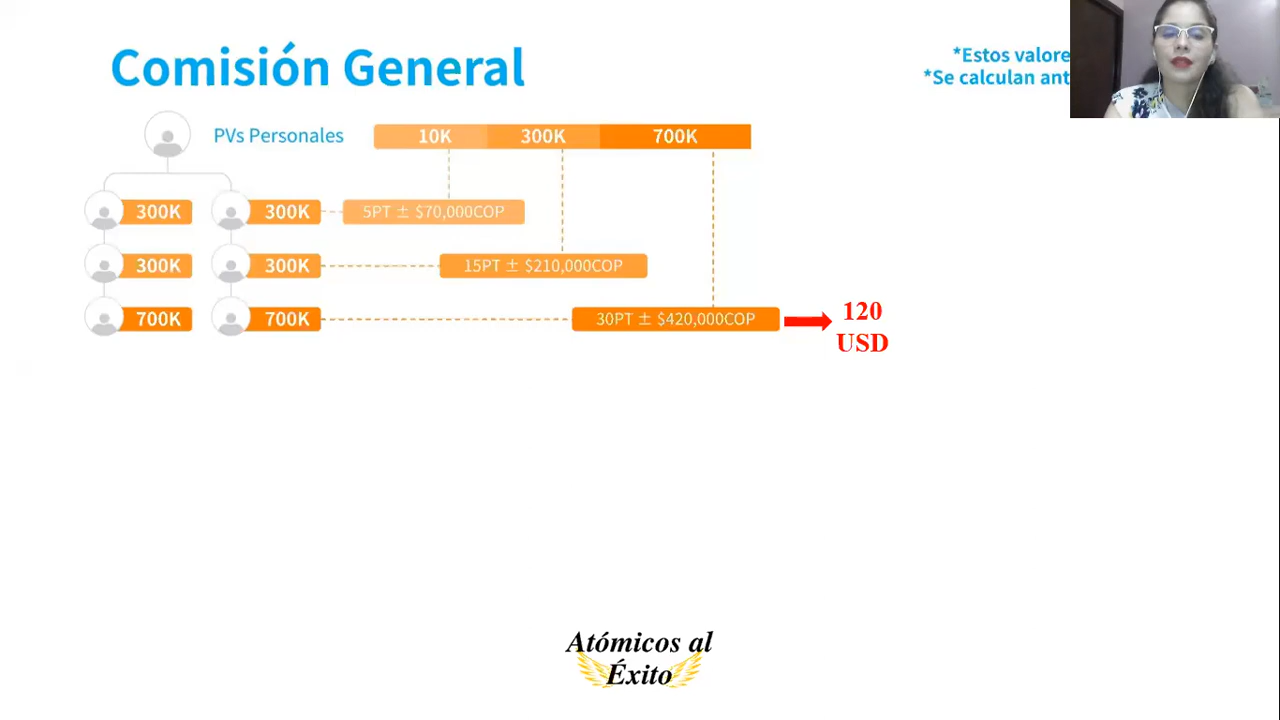 Comisión General
*Estos valore
*Se calculan ant
PVs Personales
10K 300K 700K
300K 300K 5PT ± $70,000COP
300K 300K 15PT ± $210,000COP
700K 700K 30PT ± $420,000COP
120
USD
Atómicos al
Éxito